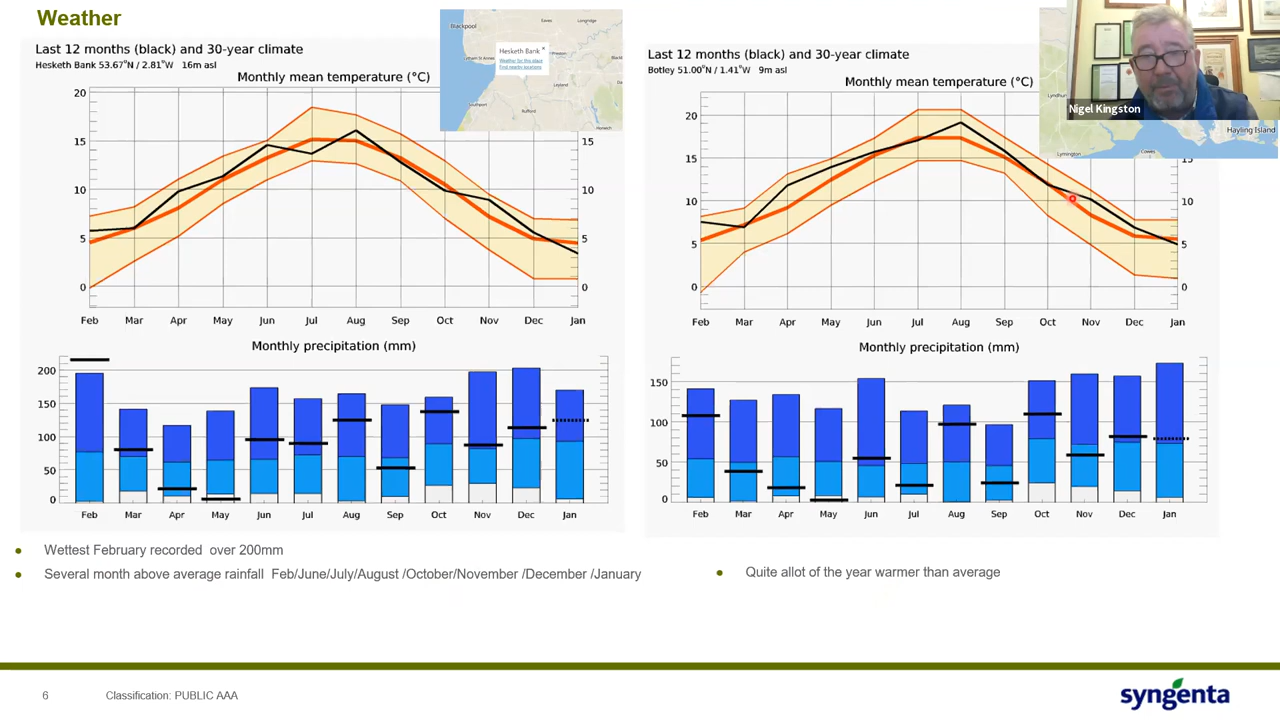 Weather
Last 12 months (black) and 30-year climate
Hesketh Bank 53.67°N / 2.81°W 16m asl
Monthly mean temperature (°C)
20
15
10
5
0
15
10
5
0
Feb Mar Apr May Jun Jul Aug Sep Oct Nov Dec Jan
Monthly precipitation (mm)
200
150
100
50
0
Feb Mar Apr May Jun Jul Aug Sep Oct Nov Dec Jan
Blackpool
Longridge
Hesketh Bank
Weather for this place
Find nearby locations
Leyland
Southport
Rufford
Horwich
Last 12 months (black) and 30-year climate
Botley 51.00°N / 1.41°W 9m asl
Monthly mean temperature (°C)
20
15
10
5
0
15
10
5
0
Feb Mar Apr May Jun Jul Aug Sep Oct Nov Dec Jan
Monthly precipitation (mm)
150
100
50
0
Feb Mar Apr May Jun Jul Aug Sep Oct Nov Dec Jan
Nigel Kingston
Lymington
Cowes
Hayling Island
• Wettest February recorded over 200mm
• Several month above average rainfall Feb/June/July/August /October/November /December /January
• Quite allot of the year warmer than average
6
Classification: PUBLIC AAA
syngenta